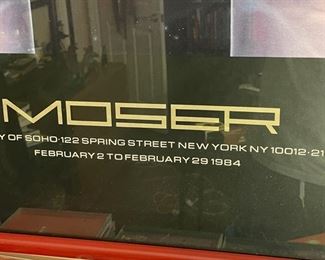 MOSER
Y OF SOHO·122 SPRING STREET NEW YORK NY 10012·21
FEBRUARY 2 TO FEBRUARY 29 1984